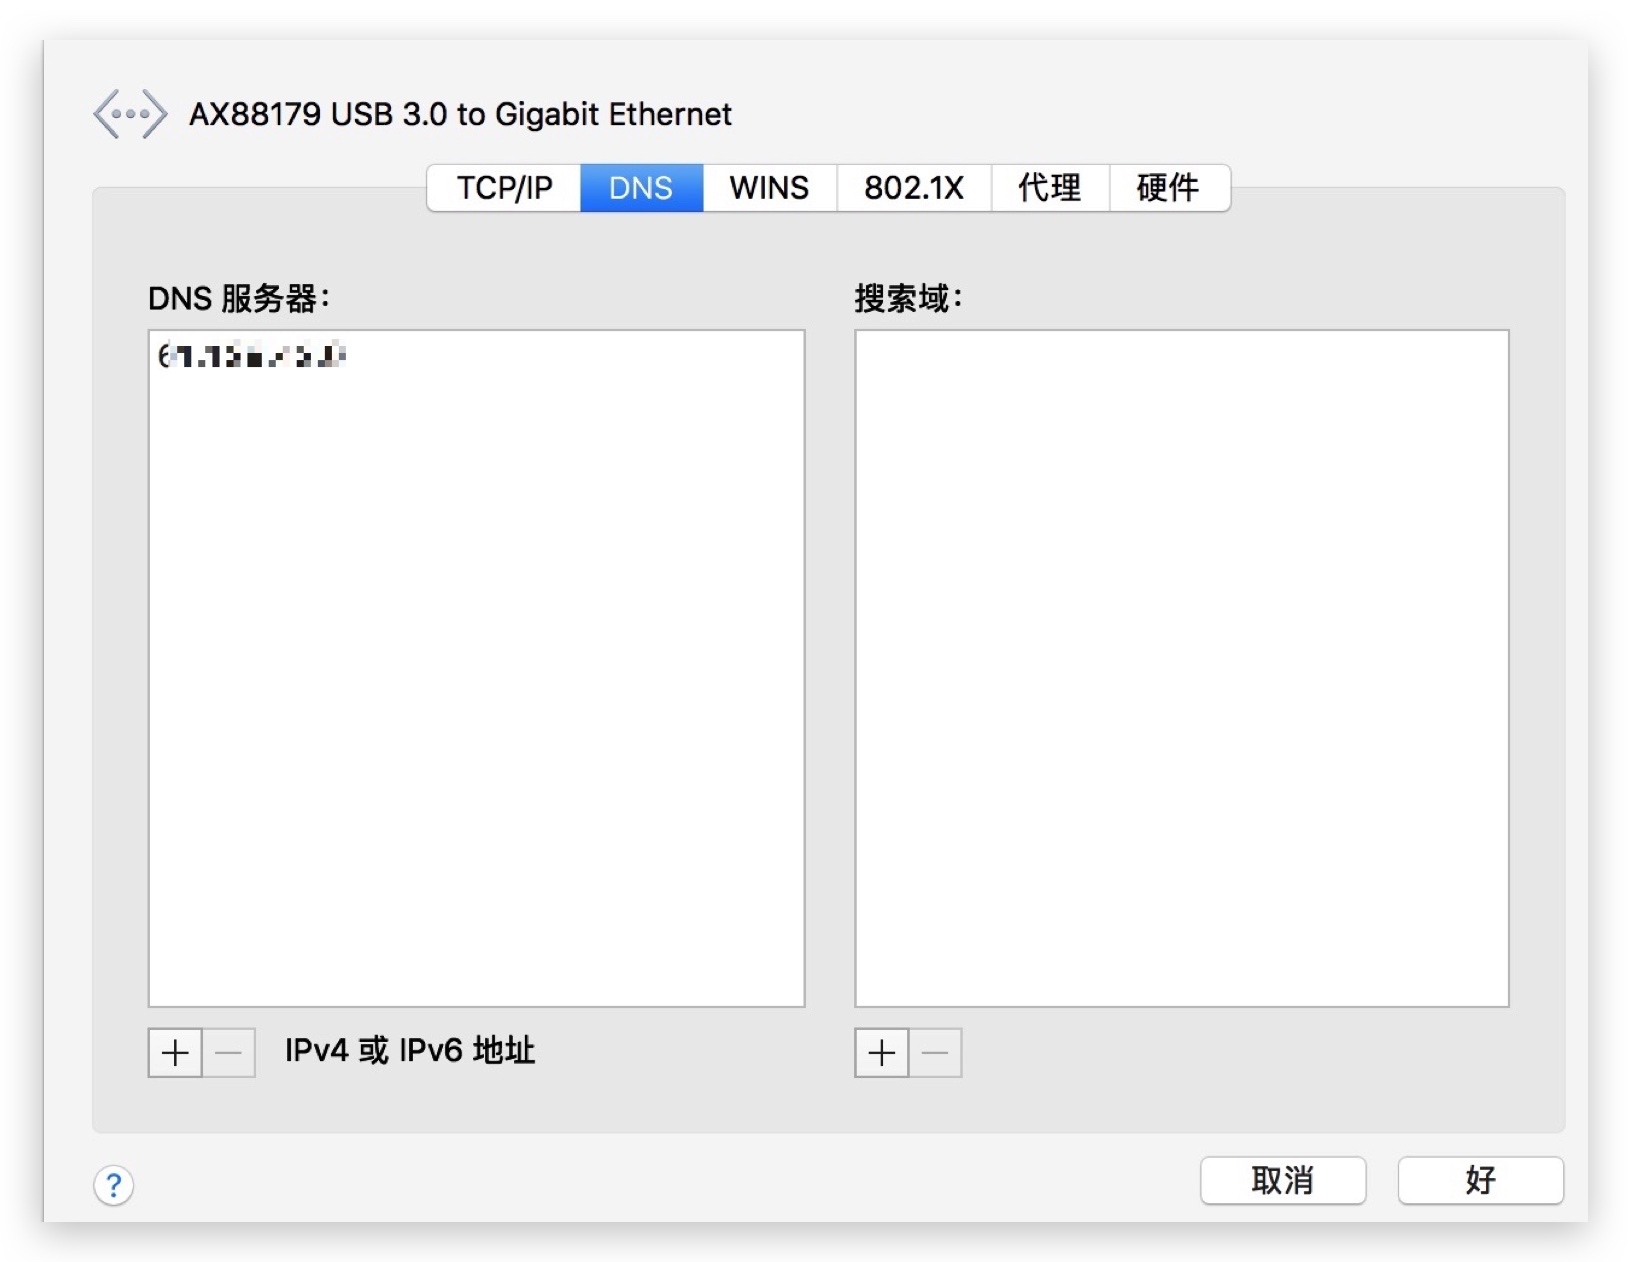 AX88179 USB 3.0 to Gigabit Ethernet
TCP/IP DNS WINS 802.1X 代理 硬件
DNS 服务器:
搜索域:
+ − IPv4 或 IPv6 地址
+ −
? 取消 好